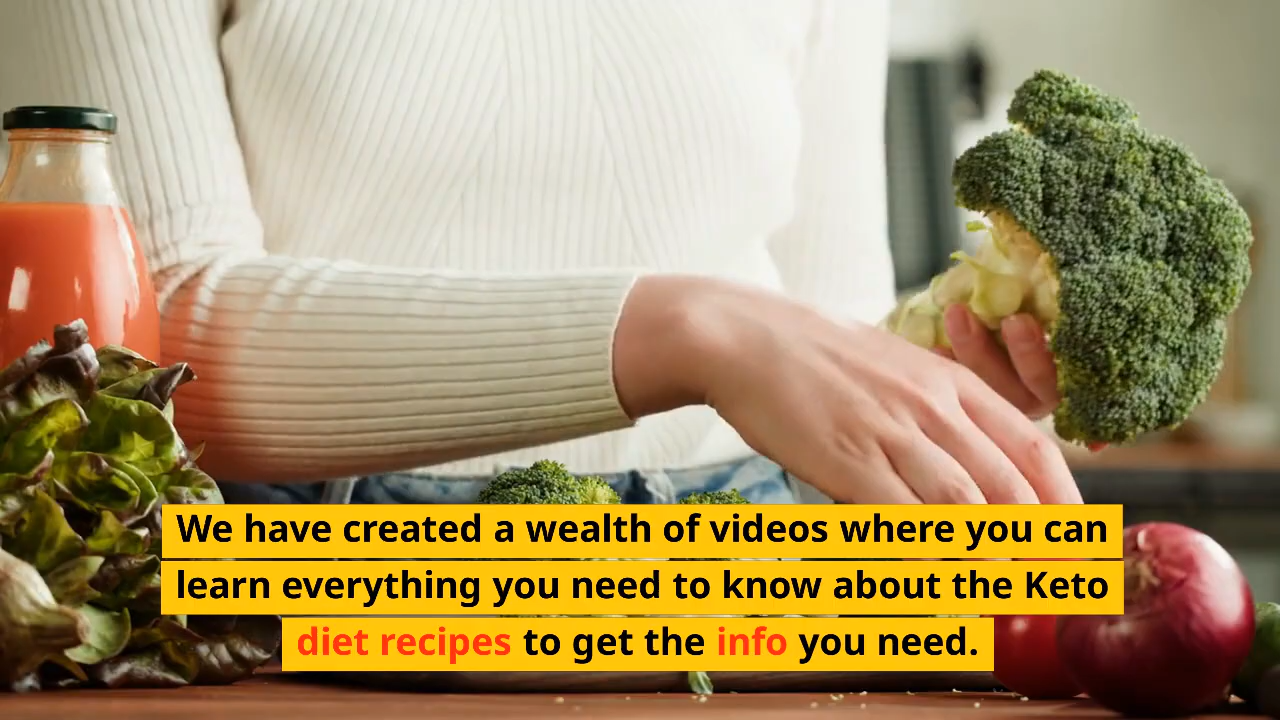 We have created a wealth of videos where you can
learn everything you need to know about the Keto
diet recipes to get the info you need.